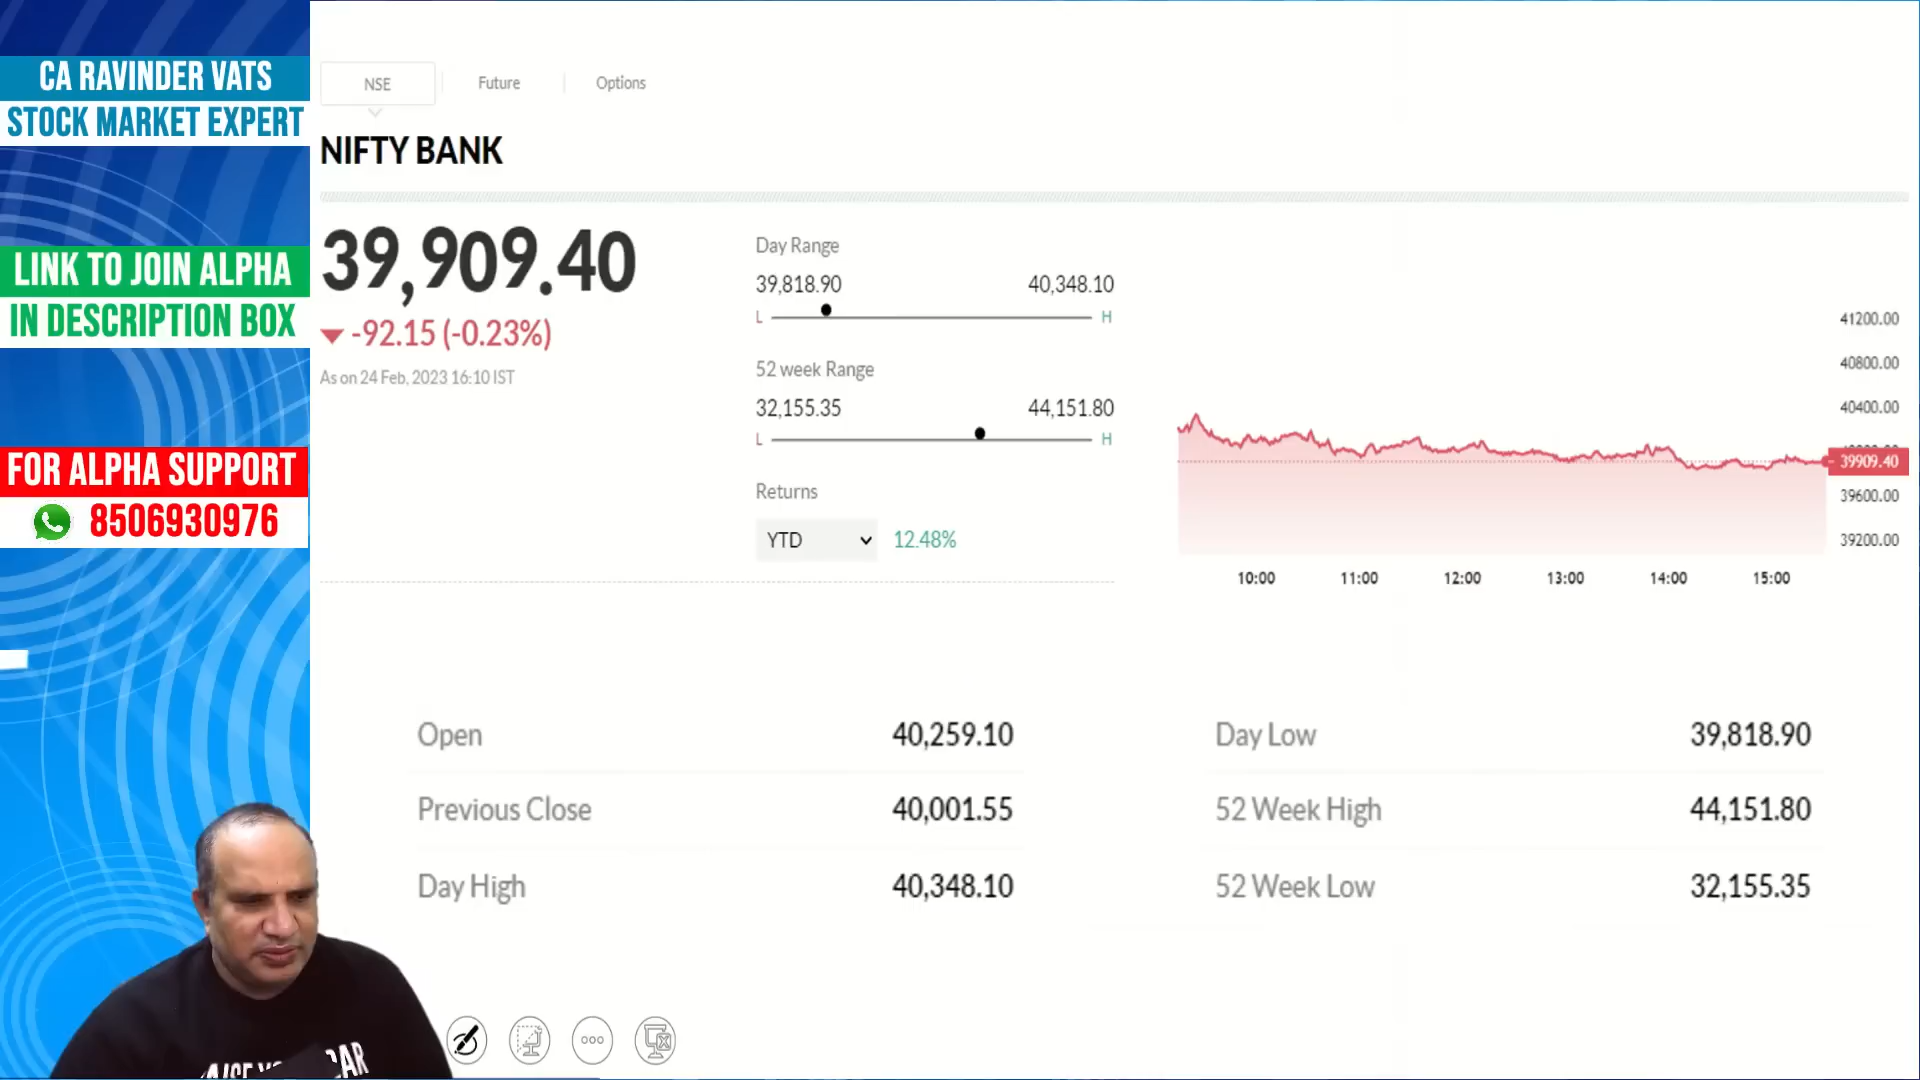 CA RAVINDER VATS
STOCK MARKET EXPERT
LINK TO JOIN ALPHA
IN DESCRIPTION BOX
FOR ALPHA SUPPORT
8506930976
NSE
Future
Options
NIFTY BANK
39,909.40
-92.15 (-0.23%)
As on 24 Feb, 2023 16:10 IST
Day Range
39,818.90 40,348.10
L H
52 week Range
32,155.35 44,151.80
L H
Returns
YTD 12.48%
41200.00
40800.00
40400.00
39909.40
39600.00
39200.00
10:00 11:00 12:00 13:00 14:00 15:00
Open 40,259.10
Previous Close 40,001.55
Day High 40,348.10
Day Low 39,818.90
52 Week High 44,151.80
52 Week Low 32,155.35